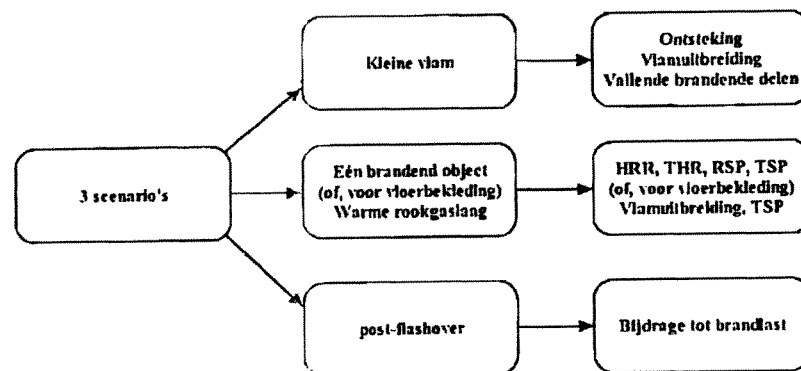 Kleine vlam
Ontsteking
Vlamuitbreiding
Vallende brandende delen
3 scenario's
Eén brandend object
(of, voor vloerbekleding)
Warme rookgaslaag
HRR, THR, RSP, TSP
(of, voor vloerbekleding)
Vlamuitbreiding, TSP
post-flashover
Bijdrage tot brandlast